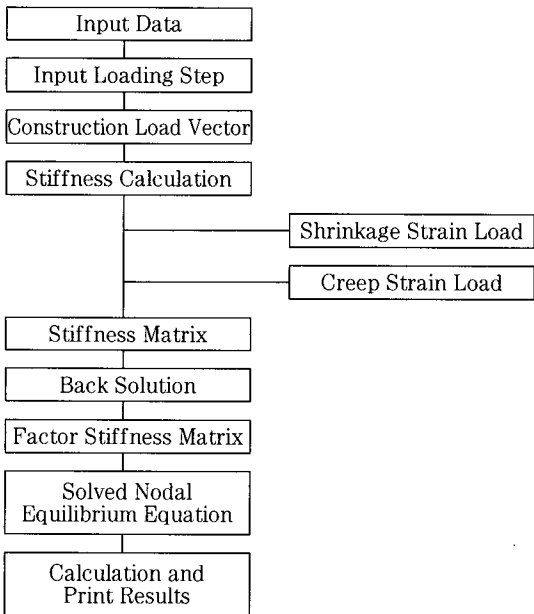 Input Data
Input Loading Step
Construction Load Vector
Stiffness Calculation
Shrinkage Strain Load
Creep Strain Load
Stiffness Matrix
Back Solution
Factor Stiffness Matrix
Solved Nodal
Equilibrium Equation
Calculation and
Print Results